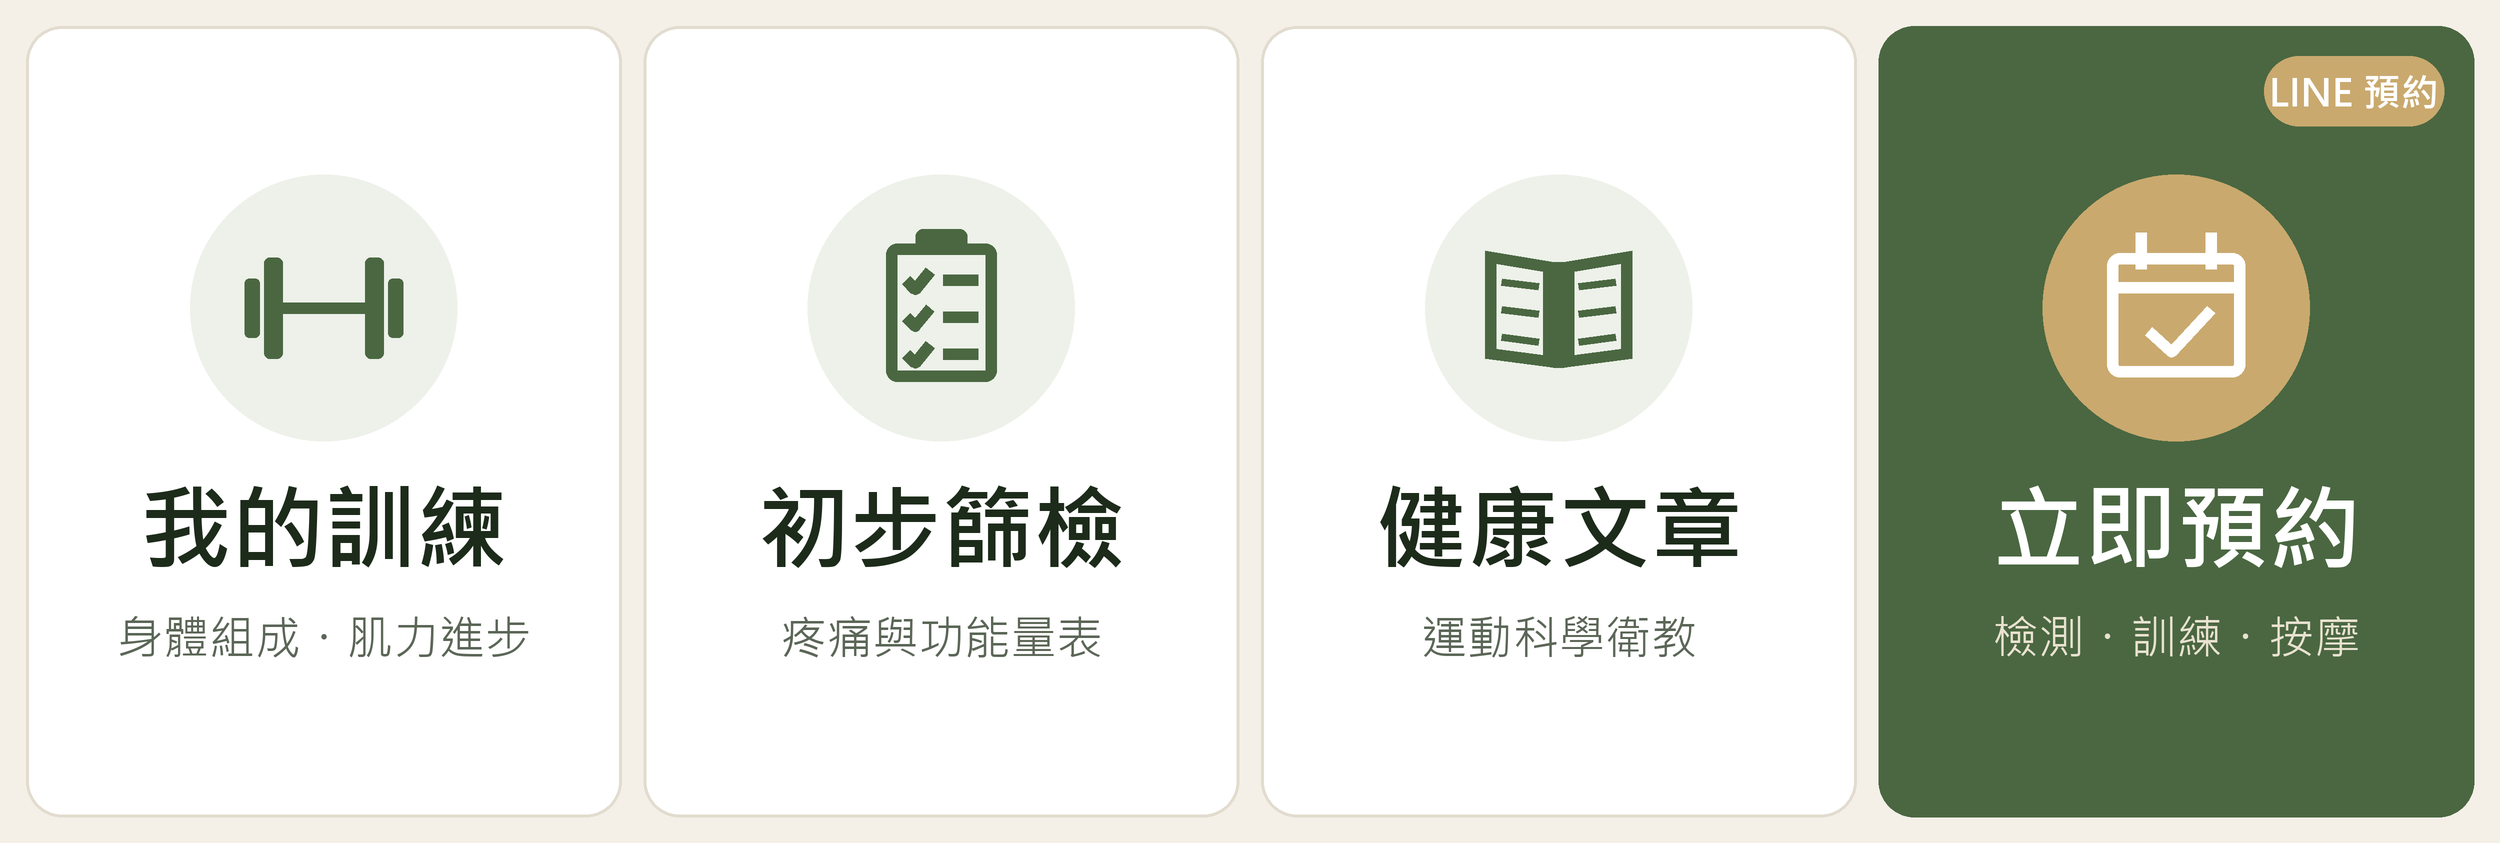 我的訓練
身體組成 · 肌力進步
初步篩檢
疼痛與功能量表
健康文章
運動科學衛教
LINE 預約
立即預約
檢測 · 訓練 · 按摩